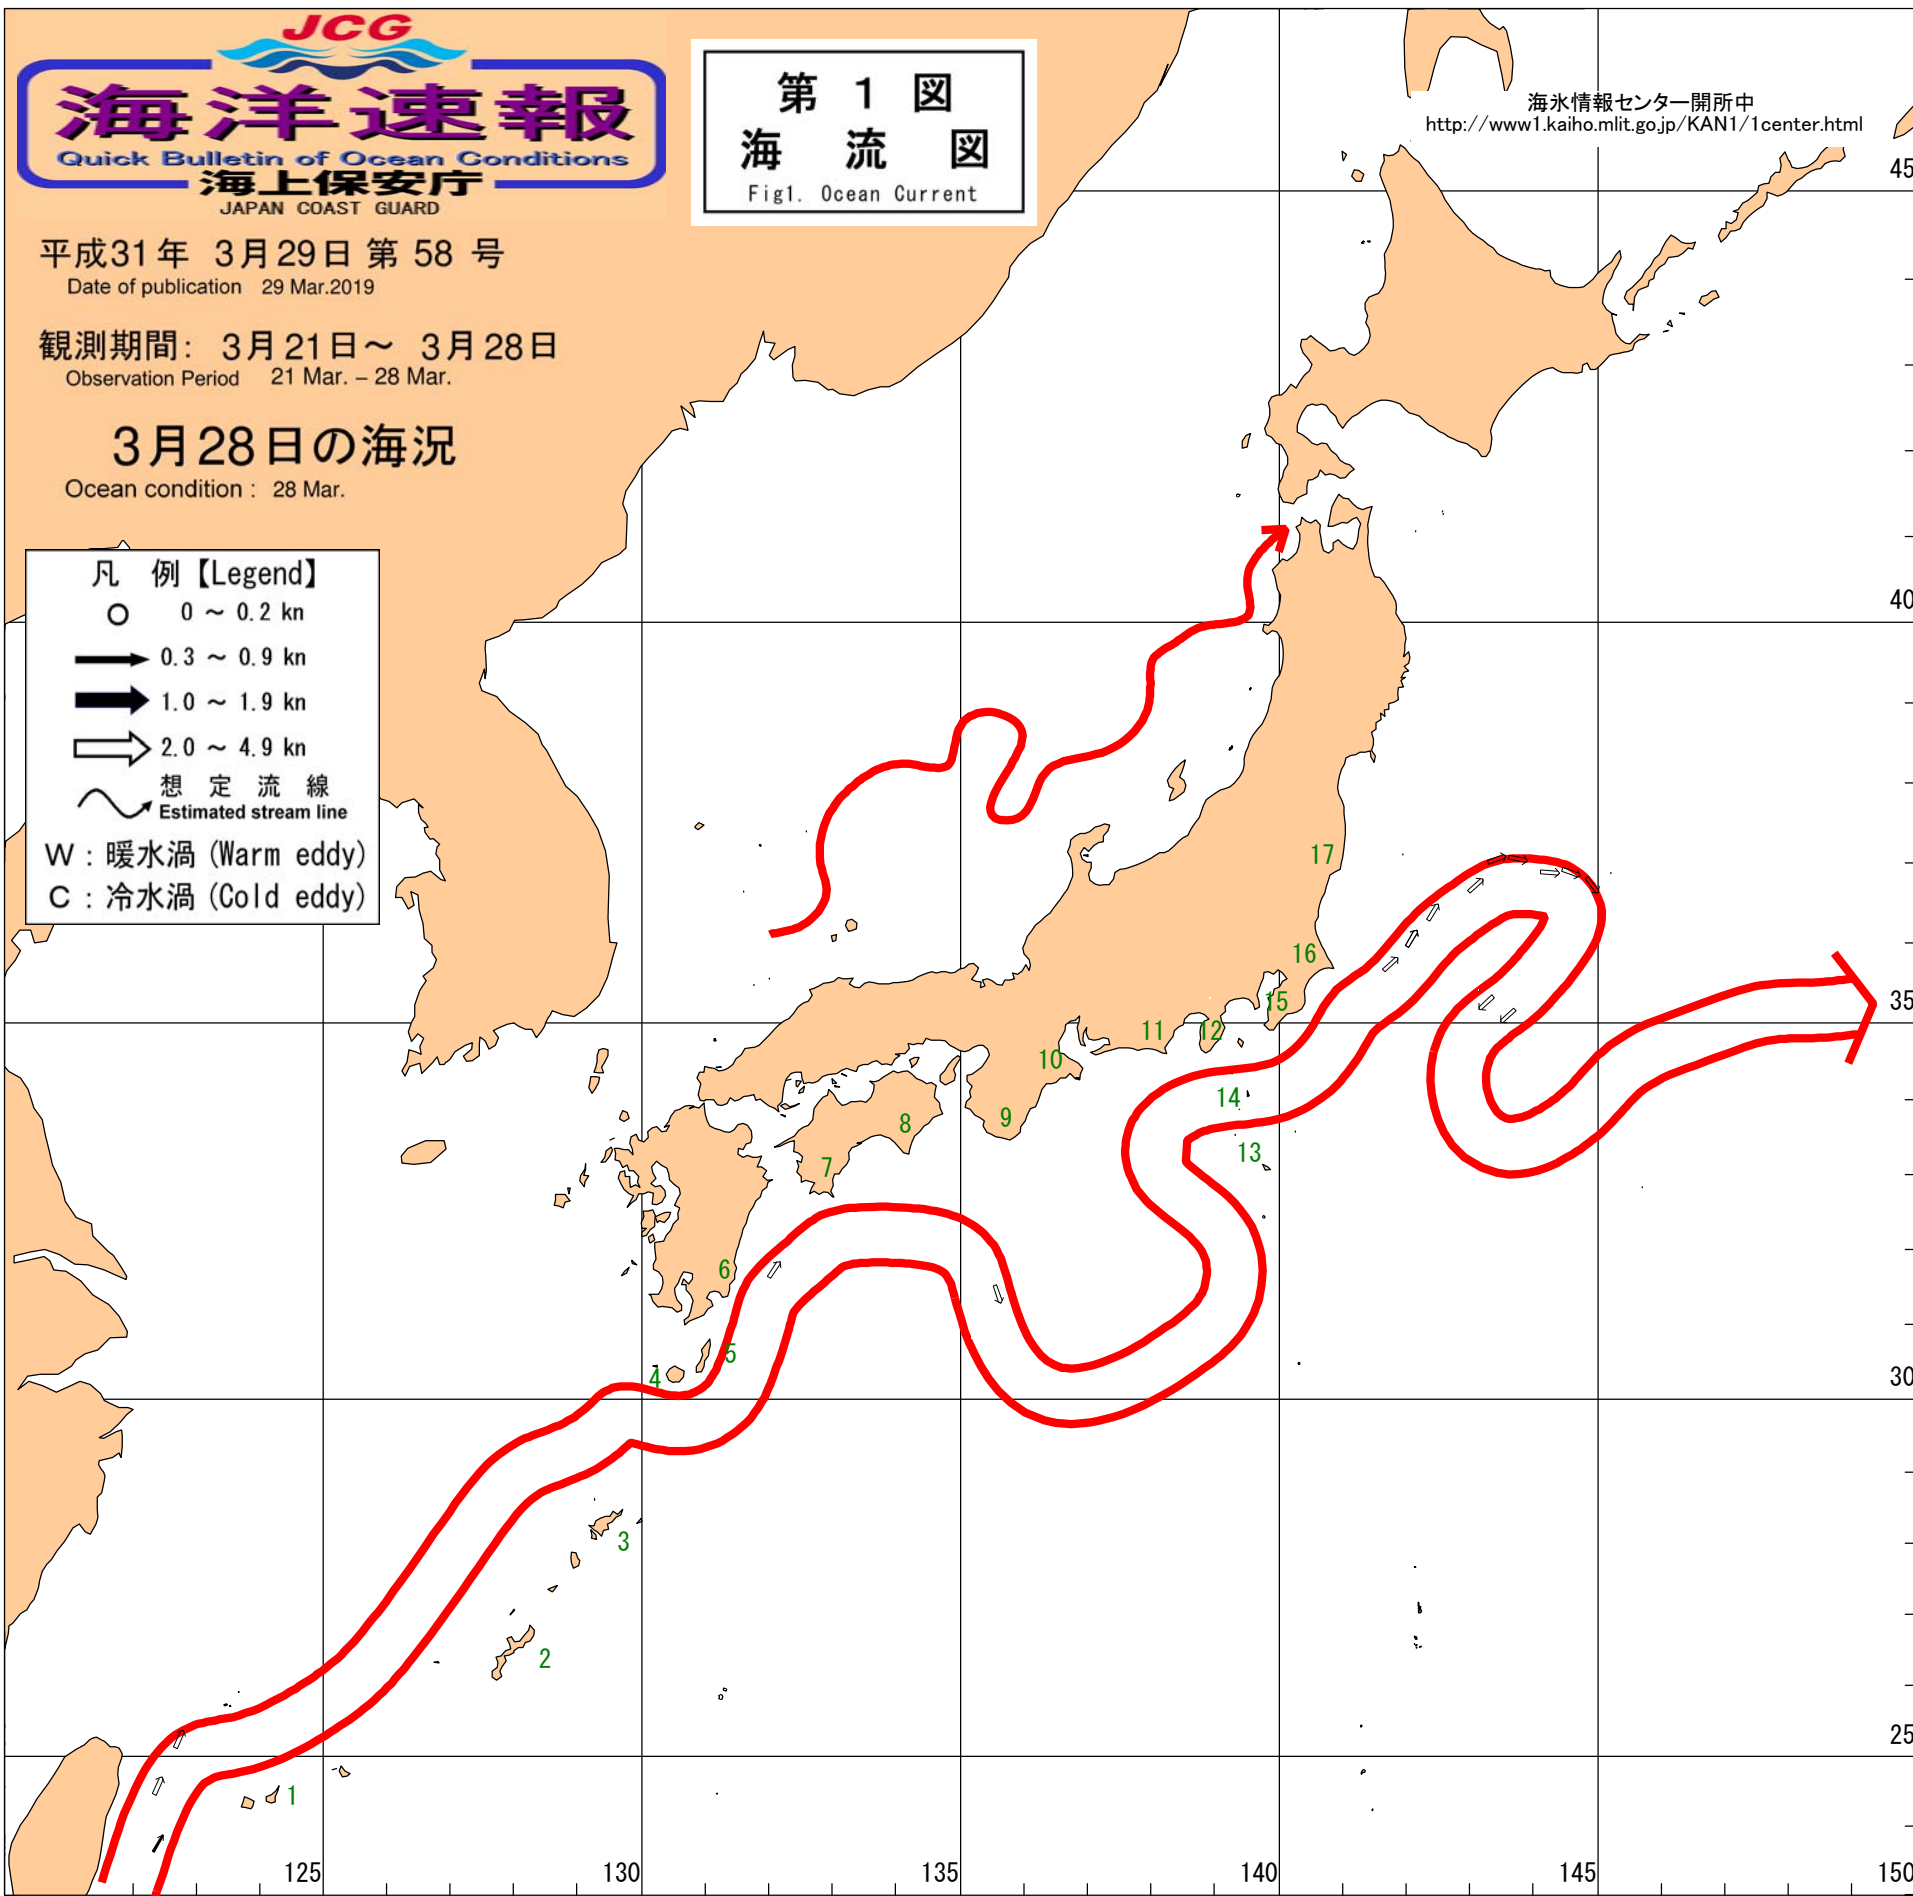 JCG
海洋速報
Quick Bulletin of Ocean Conditions
海上保安庁
JAPAN COAST GUARD
第 1 図
海 流 図
Fig1. Ocean Current
海氷情報センター開所中
http://www1.kaiho.mlit.go.jp/KAN1/1center.html
平成31年 3月29日 第 58 号
Date of publication 29 Mar.2019
観測期間: 3月21日～ 3月28日
Observation Period 21 Mar. – 28 Mar.
3月28日の海況
Ocean condition : 28 Mar.
凡 例【Legend】
0 ～ 0.2 kn
0.3 ～ 0.9 kn
1.0 ～ 1.9 kn
2.0 ～ 4.9 kn
想 定 流 線
Estimated stream line
W : 暖水渦 (Warm eddy)
C : 冷水渦 (Cold eddy)
45
40
35
30
25
17
16
15
12
11
10
14
9
8
13
7
6
5
4
3
2
1
125
130
135
140
145
150